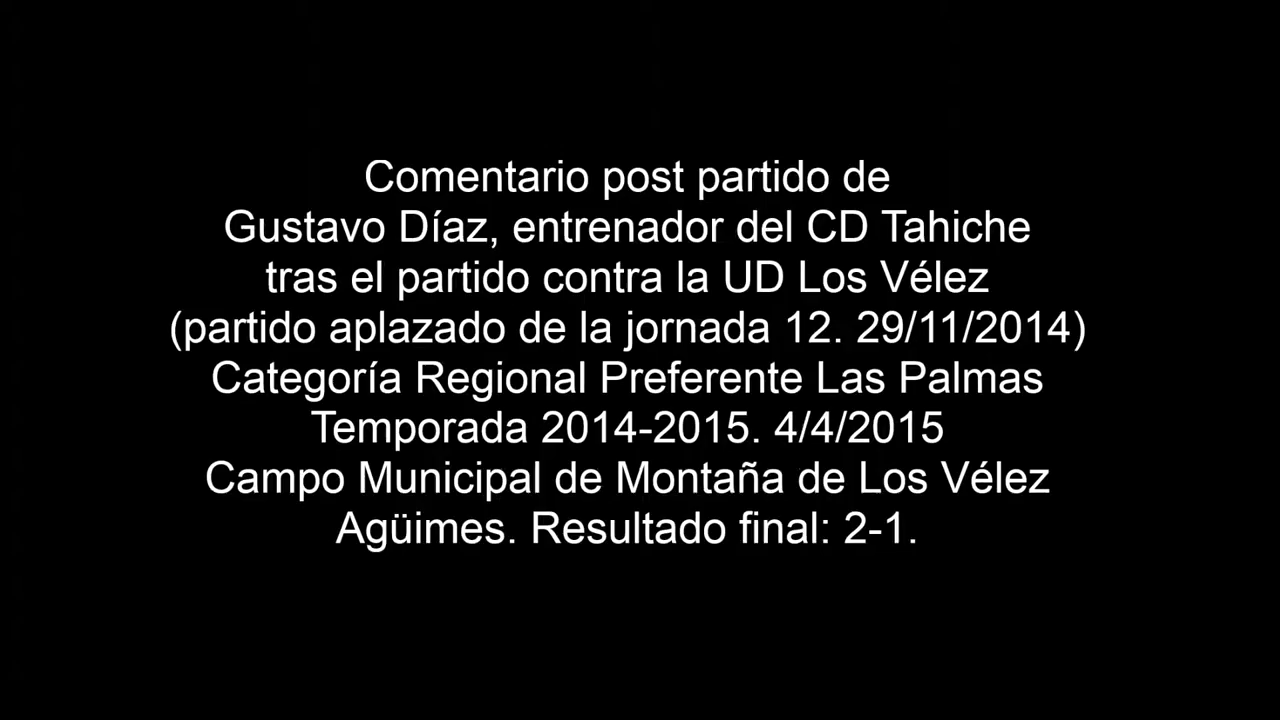 Comentario post partido de
Gustavo Díaz, entrenador del CD Tahiche
tras el partido contra la UD Los Vélez
(partido aplazado de la jornada 12. 29/11/2014)
Categoría Regional Preferente Las Palmas
Temporada 2014-2015. 4/4/2015
Campo Municipal de Montaña de Los Vélez
Agüimes. Resultado final: 2-1.